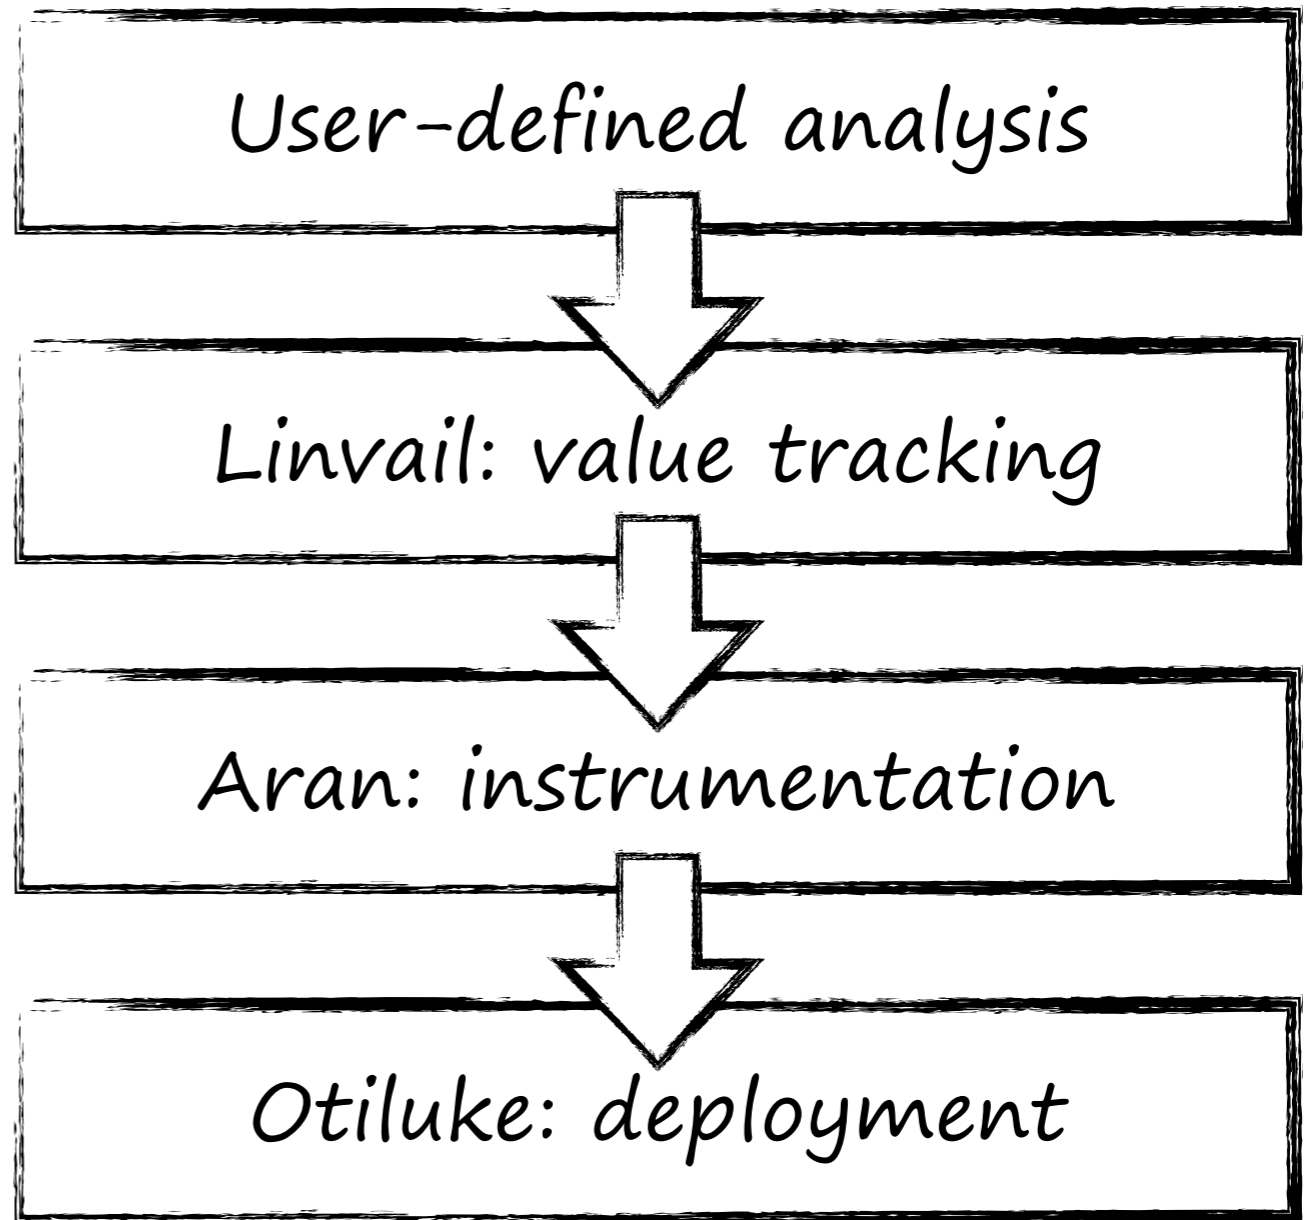 User-defined analysis
Linvail: value tracking
Aran: instrumentation
Otiluke: deployment